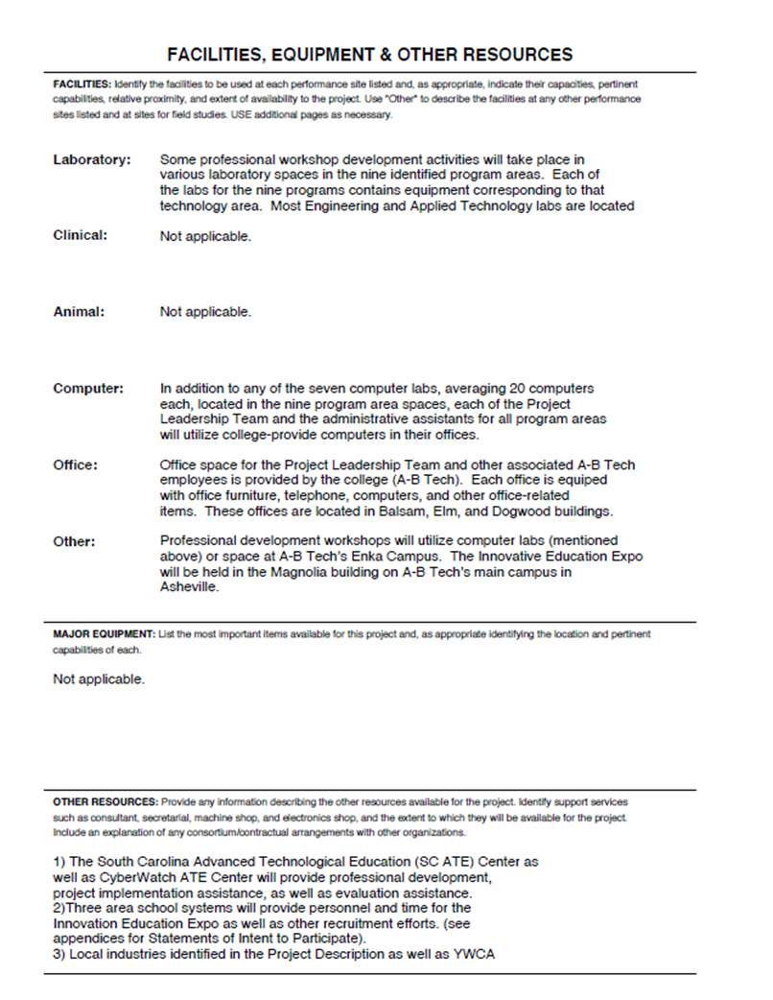 FACILITIES, EQUIPMENT & OTHER RESOURCES
FACILITIES: Identify the facilities to be used at each performance site listed and, as appropriate, indicate their capacities, pertinent
capabilities, relative proximity, and extent of availability to the project. Use "Other" to describe the facilities at any other performance
sites listed and at sites for field studies. USE additional pages as necessary.
Laboratory: Some professional workshop development activities will take place in
various laboratory spaces in the nine identified program areas. Each of
the labs for the nine programs contains equipment corresponding to that
technology area. Most Engineering and Applied Technology labs are located
Clinical: Not applicable.
Animal: Not applicable.
Computer: In addition to any of the seven computer labs, averaging 20 computers
each, located in the nine program area spaces, each of the Project
Leadership Team and the administrative assistants for all program areas
will utilize college-provide computers in their offices.
Office: Office space for the Project Leadership Team and other associated A-B Tech
employees is provided by the college (A-B Tech). Each office is equiped
with office furniture, telephone, computers, and other office-related
items. These offices are located in Balsam, Elm, and Dogwood buildings.
Other: Professional development workshops will utilize computer labs (mentioned
above) or space at A-B Tech's Enka Campus. The Innovative Education Expo
will be held in the Magnolia building on A-B Tech's main campus in
Asheville.
MAJOR EQUIPMENT: List the most important items available for this project and, as appropriate identifying the location and pertinent
capabilities of each.
Not applicable.
OTHER RESOURCES: Provide any information describing the other resources available for the project. Identify support services
such as consultant, secretarial, machine shop, and electronics shop, and the extent to which they will be available for the project.
Include an explanation of any consortium/contractual arrangements with other organizations.
1) The South Carolina Advanced Technological Education (SC ATE) Center as
well as CyberWatch ATE Center will provide professional development,
project implementation assistance, as well as evaluation assistance.
2)Three area school systems will provide personnel and time for the
Innovation Education Expo as well as other recruitment efforts. (see
appendices for Statements of Intent to Participate).
3) Local industries identified in the Project Description as well as YWCA